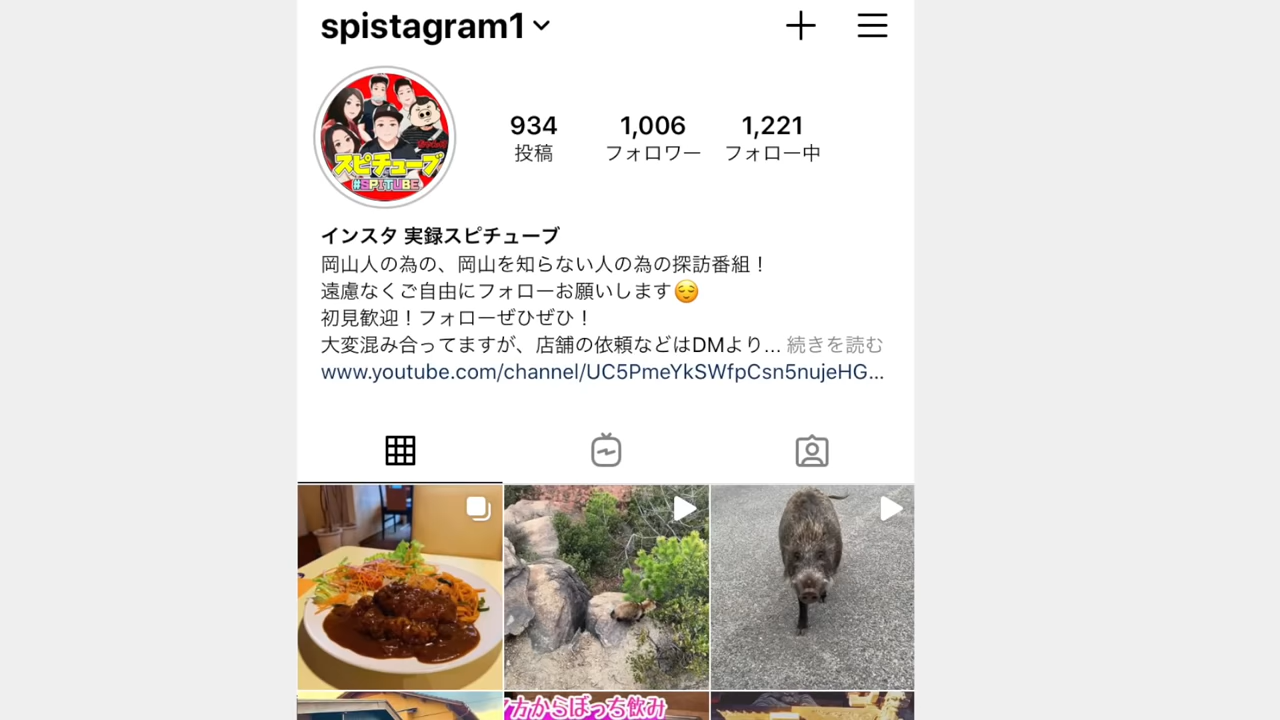 spistagram1
スピチューブ
#SPITUBE
934
投稿
1,006
フォロワー
1,221
フォロー中
インスタ 実録スピチューブ
岡山人の為の、岡山を知らない人の為の探訪番組！
遠慮なくご自由にフォローお願いします😌
初見歓迎！フォローぜひぜひ！
大変混み合ってますが、店舗の依頼などはDMより... 続きを読む
www.youtube.com/channel/UC5PmeYkSWfpCsn5nujeHG...
方からぼっち飲み